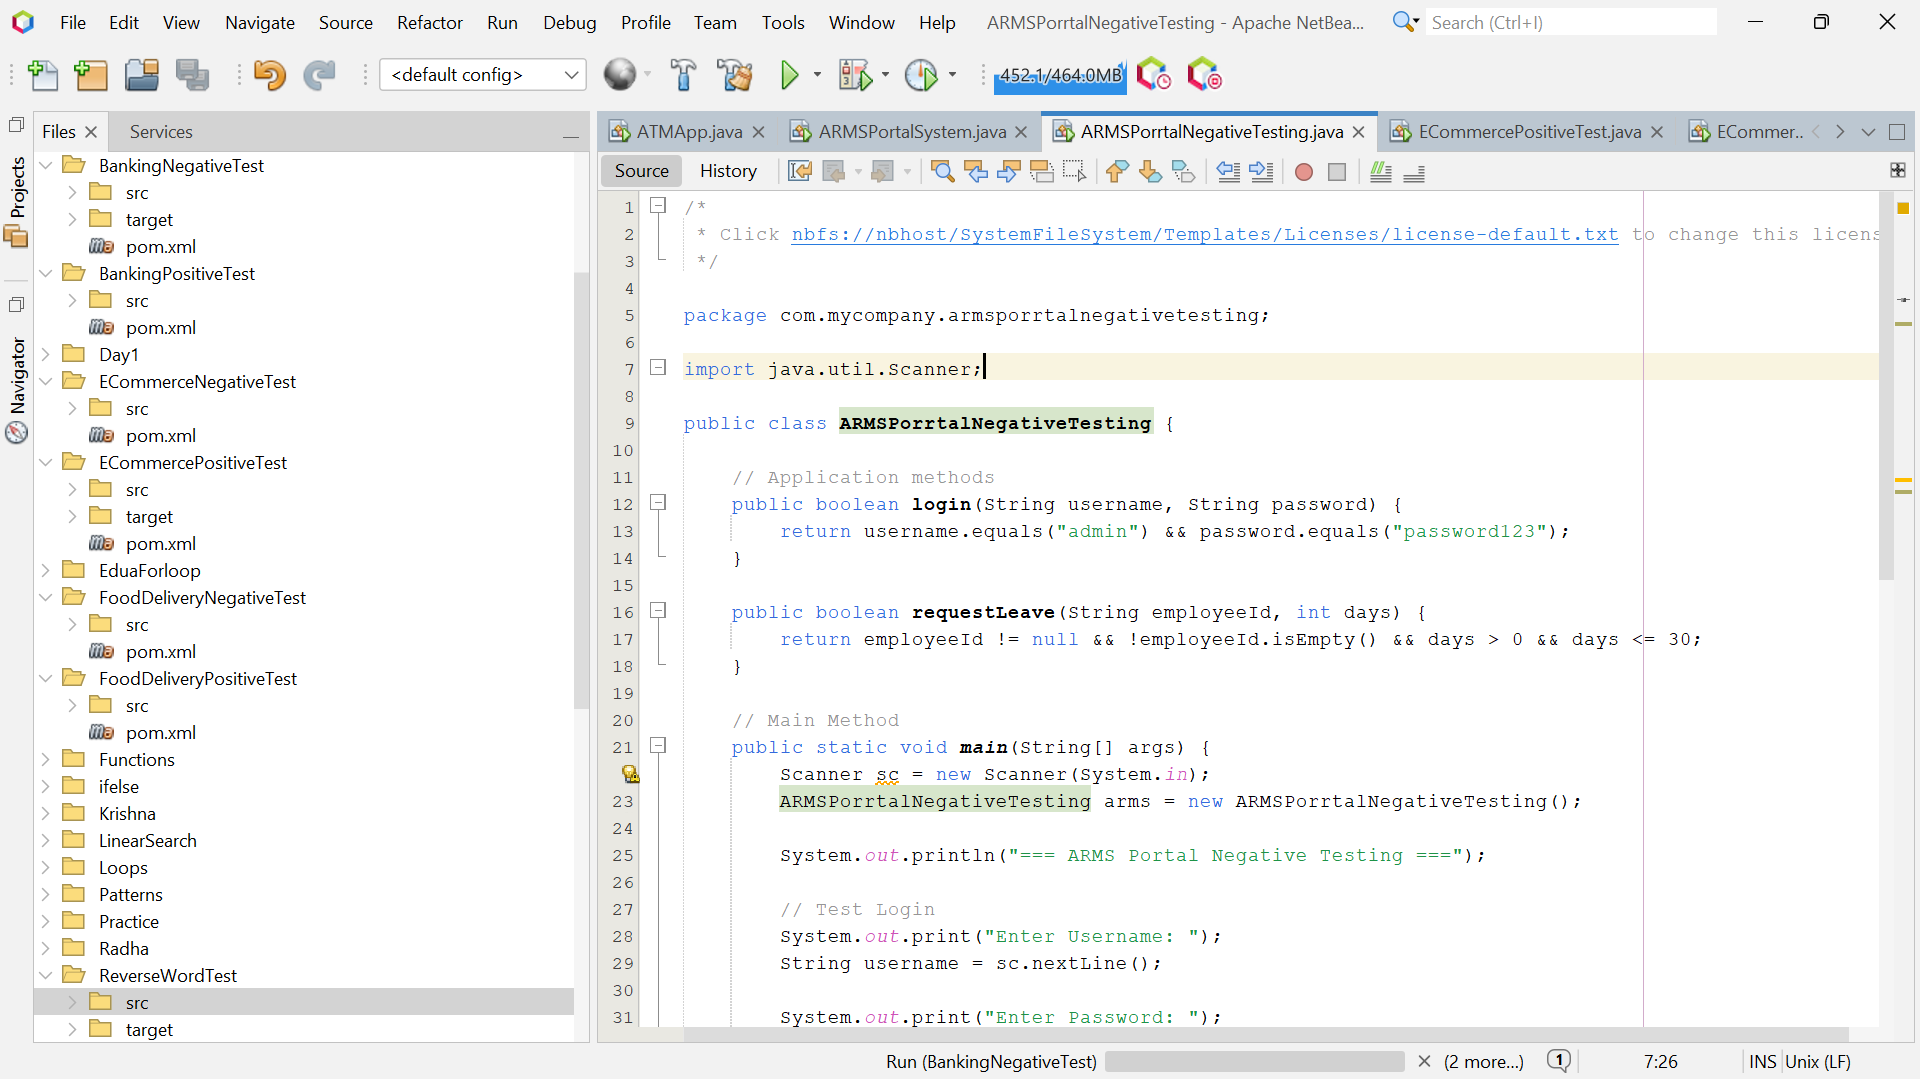 File Edit View Navigate Source Refactor Run Debug Profile Team Tools Window Help ARMSPorrtalNegativeTesting - Apache NetBea... Search (Ctrl+I)
<default config> 452.1/464.0MB
Files Services
ATMApp.java ARMSPortalSystem.java ARMSPorrtalNegativeTesting.java ECommercePositiveTest.java ECommer..
Source History
Projects
Navigator
BankingNegativeTest
src
target
pom.xml
BankingPositiveTest
src
pom.xml
Day1
ECommerceNegativeTest
src
pom.xml
ECommercePositiveTest
src
target
pom.xml
EduaForloop
FoodDeliveryNegativeTest
src
pom.xml
FoodDeliveryPositiveTest
src
pom.xml
Functions
ifelse
Krishna
LinearSearch
Loops
Patterns
Practice
Radha
ReverseWordTest
src
target
1 /*
2 * Click nbfs://nbhost/SystemFileSystem/Templates/Licenses/license-default.txt to change this licens
3 */
4
5 package com.mycompany.armsporrtalnegativetesting;
6
7 import java.util.Scanner;
8
9 public class ARMSPorrtalNegativeTesting {
10
11 // Application methods
12 public boolean login(String username, String password) {
13 return username.equals("admin") && password.equals("password123");
14 }
15
16 public boolean requestLeave(String employeeId, int days) {
17 return employeeId != null && !employeeId.isEmpty() && days > 0 && days <= 30;
18 }
19
20 // Main Method
21 public static void main(String[] args) {
Scanner sc = new Scanner(System.in);
23 ARMSPorrtalNegativeTesting arms = new ARMSPorrtalNegativeTesting();
24
25 System.out.println("=== ARMS Portal Negative Testing ===");
26
27 // Test Login
28 System.out.print("Enter Username: ");
29 String username = sc.nextLine();
30
31 System.out.print("Enter Password: ");
Run (BankingNegativeTest) (2 more...) 1 7:26 INS Unix (LF)